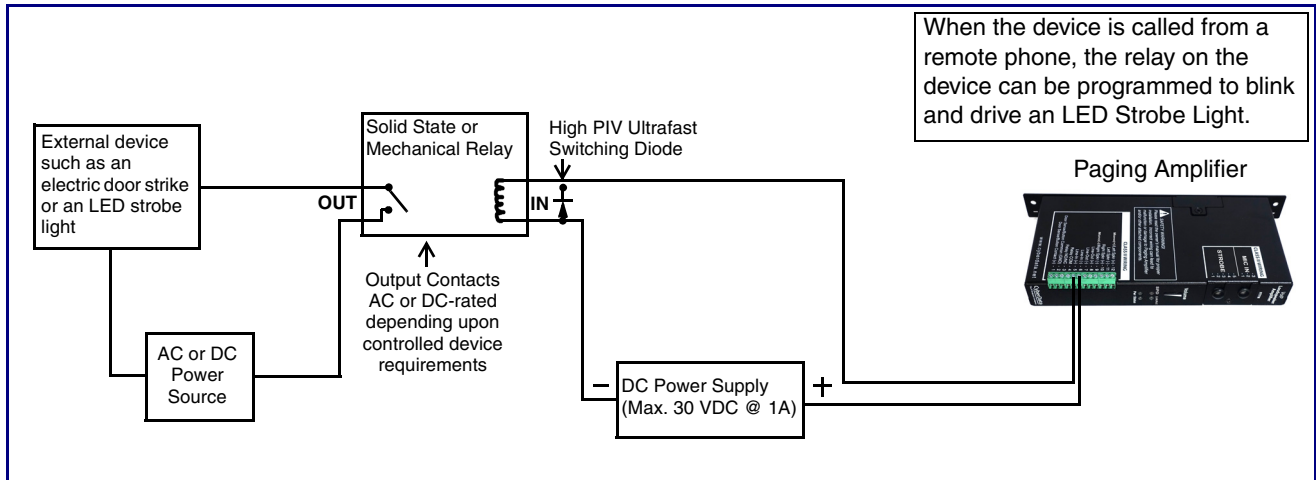 When the device is called from a
remote phone, the relay on the
device can be programmed to blink
and drive an LED Strobe Light.
Paging Amplifier
External device
such as an
electric door strike
or an LED strobe
light
Solid State or
Mechanical Relay
High PIV Ultrafast
Switching Diode
OUT
IN
Output Contacts
AC or DC-rated
depending upon
controlled device
requirements
AC or DC
Power
Source
–
DC Power Supply
(Max. 30 VDC @ 1A)
+
STROBE
MIC IN